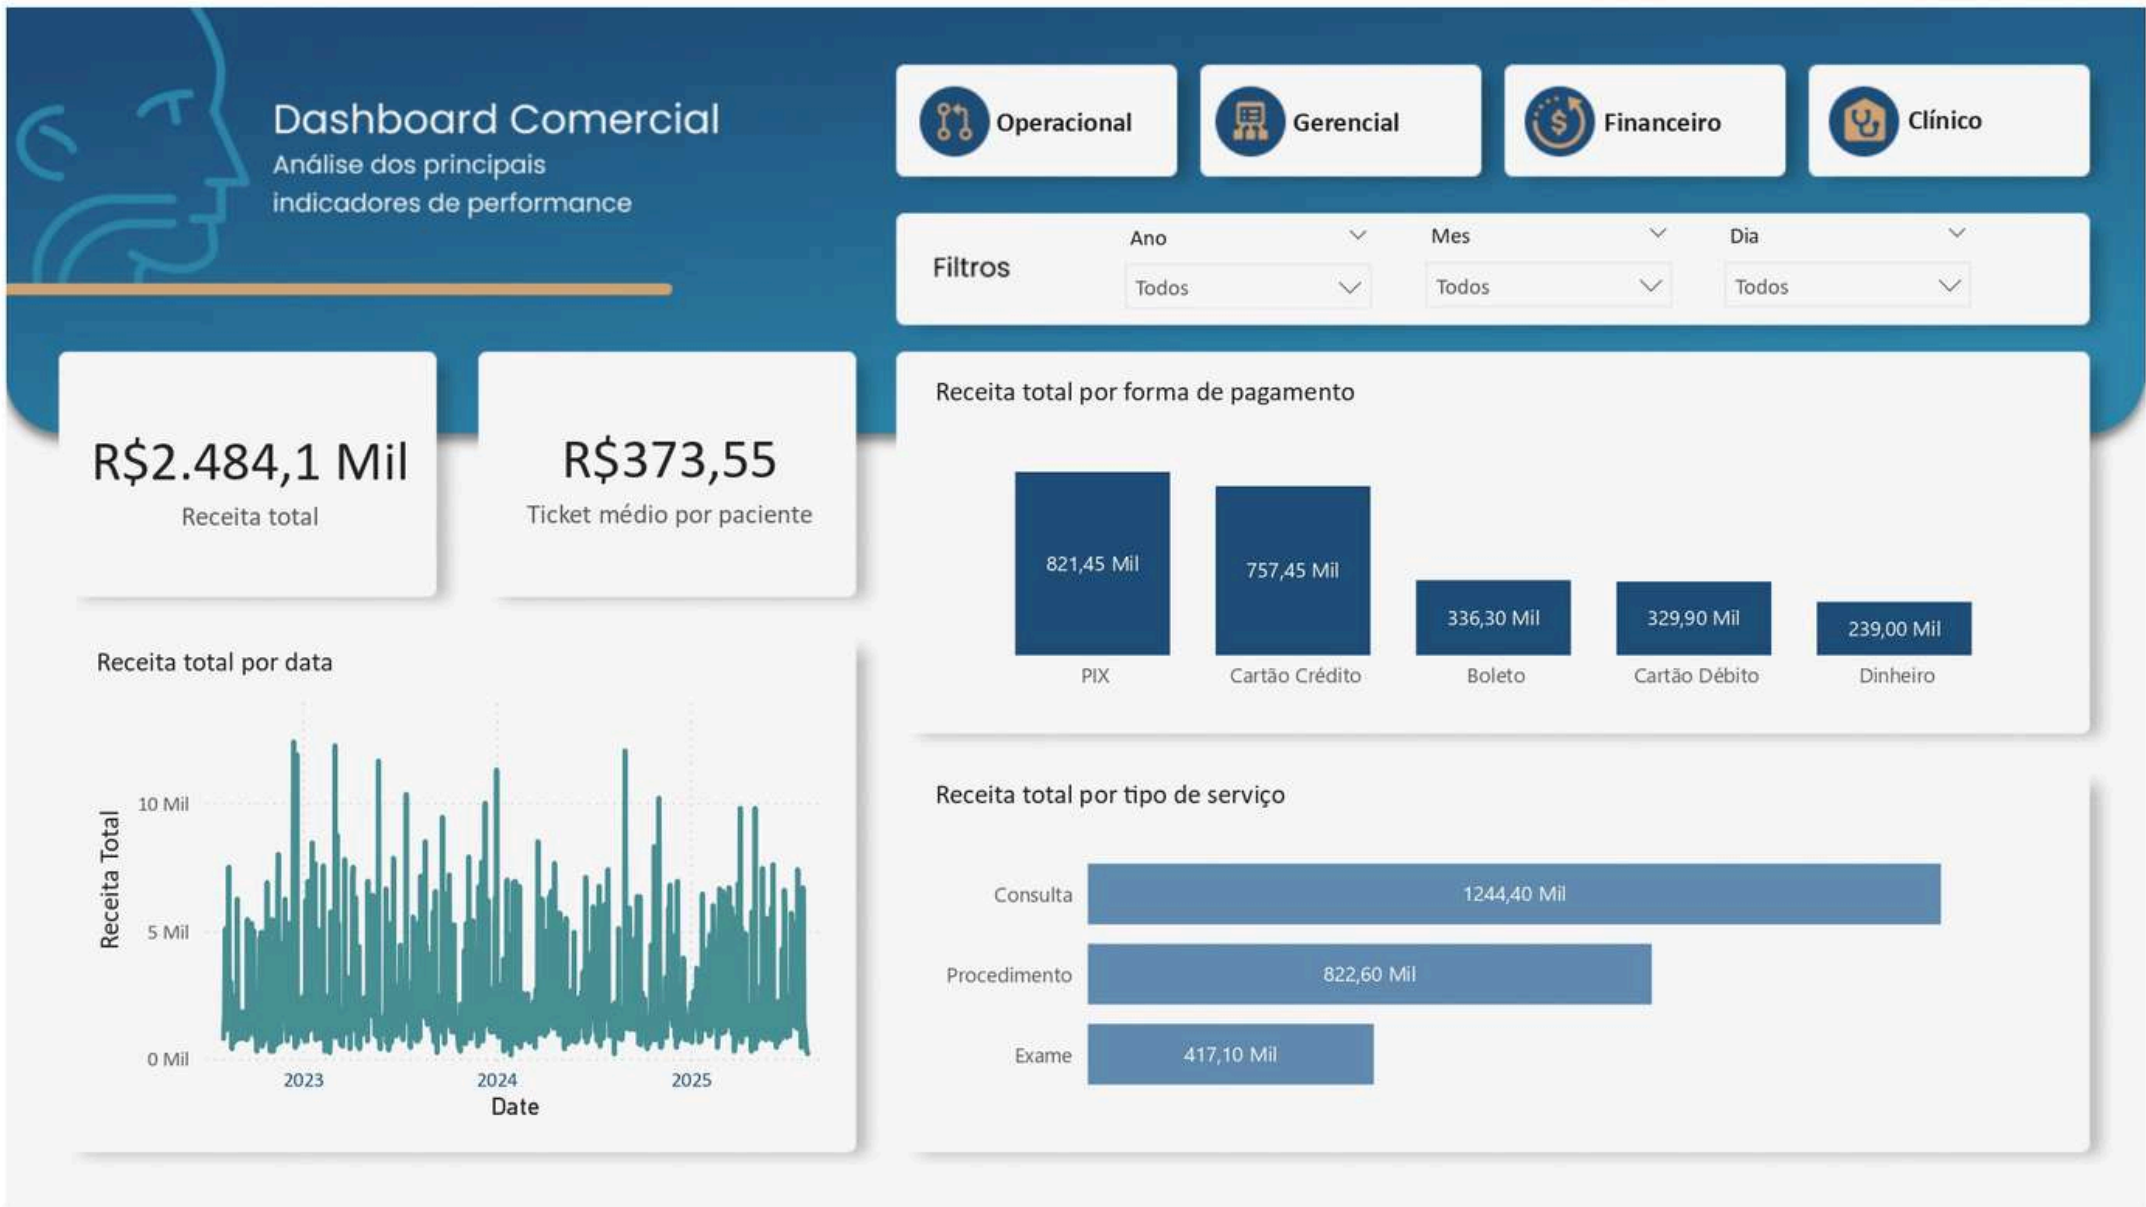 Dashboard Comercial
Análise dos principais
indicadores de performance
Operacional
Gerencial
Financeiro
Clínico
Filtros
Ano
Todos
Mes
Todos
Dia
Todos
R$2.484,1 Mil
Receita total
R$373,55
Ticket médio por paciente
Receita total por forma de pagamento
821,45 Mil
757,45 Mil
336,30 Mil
329,90 Mil
239,00 Mil
PIX
Cartão Crédito
Boleto
Cartão Débito
Dinheiro
Receita total por data
Receita Total
10 Mil
5 Mil
0 Mil
2023
2024
2025
Date
Receita total por tipo de serviço
Consulta
1244,40 Mil
Procedimento
822,60 Mil
Exame
417,10 Mil